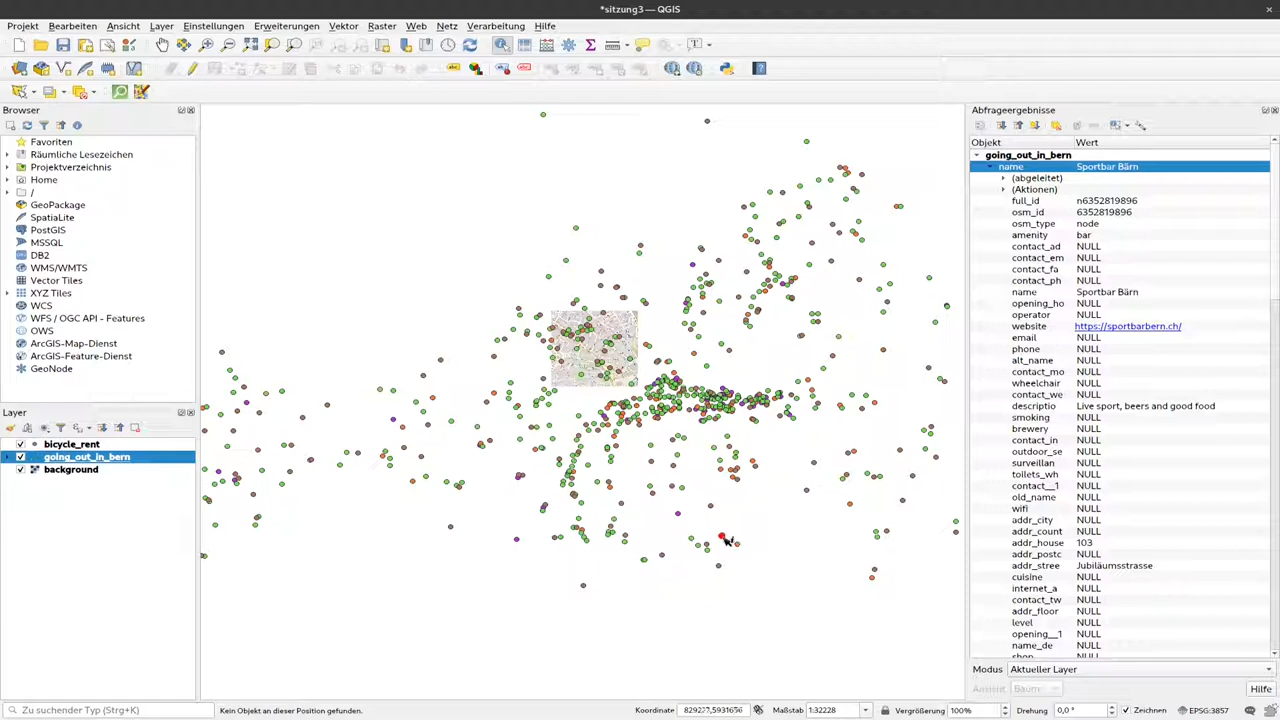 *sitzung3 — QGIS
Projekt Bearbeiten Ansicht Layer Einstellungen Erweiterungen Vektor Raster Web Netz Verarbeitung Hilfe
Browser
Favoriten
Räumliche Lesezeichen
Projektverzeichnis
Home
/
GeoPackage
SpatiaLite
PostGIS
MSSQL
DB2
WMS/WMTS
Vector Tiles
XYZ Tiles
WCS
WFS / OGC API - Features
OWS
ArcGIS-Map-Dienst
ArcGIS-Feature-Dienst
GeoNode
Layer
bicycle_rent
going_out_in_bern
background
Abfrageergebnisse
Objekt Wert
going_out_in_bern
name Sportbar Bärn
(abgeleitet)
(Aktionen)
full_id n6352819896
osm_id 6352819896
osm_type node
amenity bar
contact_ad NULL
contact_em NULL
contact_fa NULL
contact_ph NULL
name Sportbar Bärn
opening_ho NULL
operator NULL
website https://sportbarbern.ch/
email NULL
phone NULL
alt_name NULL
contact_mo NULL
wheelchair NULL
contact_we NULL
descriptio Live sport, beers and good food
smoking NULL
brewery NULL
contact_in NULL
outdoor_se NULL
surveillan NULL
toilets_wh NULL
contact__1 NULL
old_name NULL
wifi NULL
addr_city NULL
addr_count NULL
addr_house 103
addr_postc NULL
addr_stree Jubiläumsstrasse
cuisine NULL
internet_a NULL
contact_tw NULL
addr_floor NULL
level NULL
opening__1 NULL
name_de NULL
shop
Modus Aktueller Layer
Ansicht Baum Hilfe
Zu suchender Typ (Strg+K) Kein Objekt an dieser Position gefunden. Koordinate Maßstab 1:32228 Vergrößerung 100% Drehung 0,0 ° Zeichnen EPSG:3857